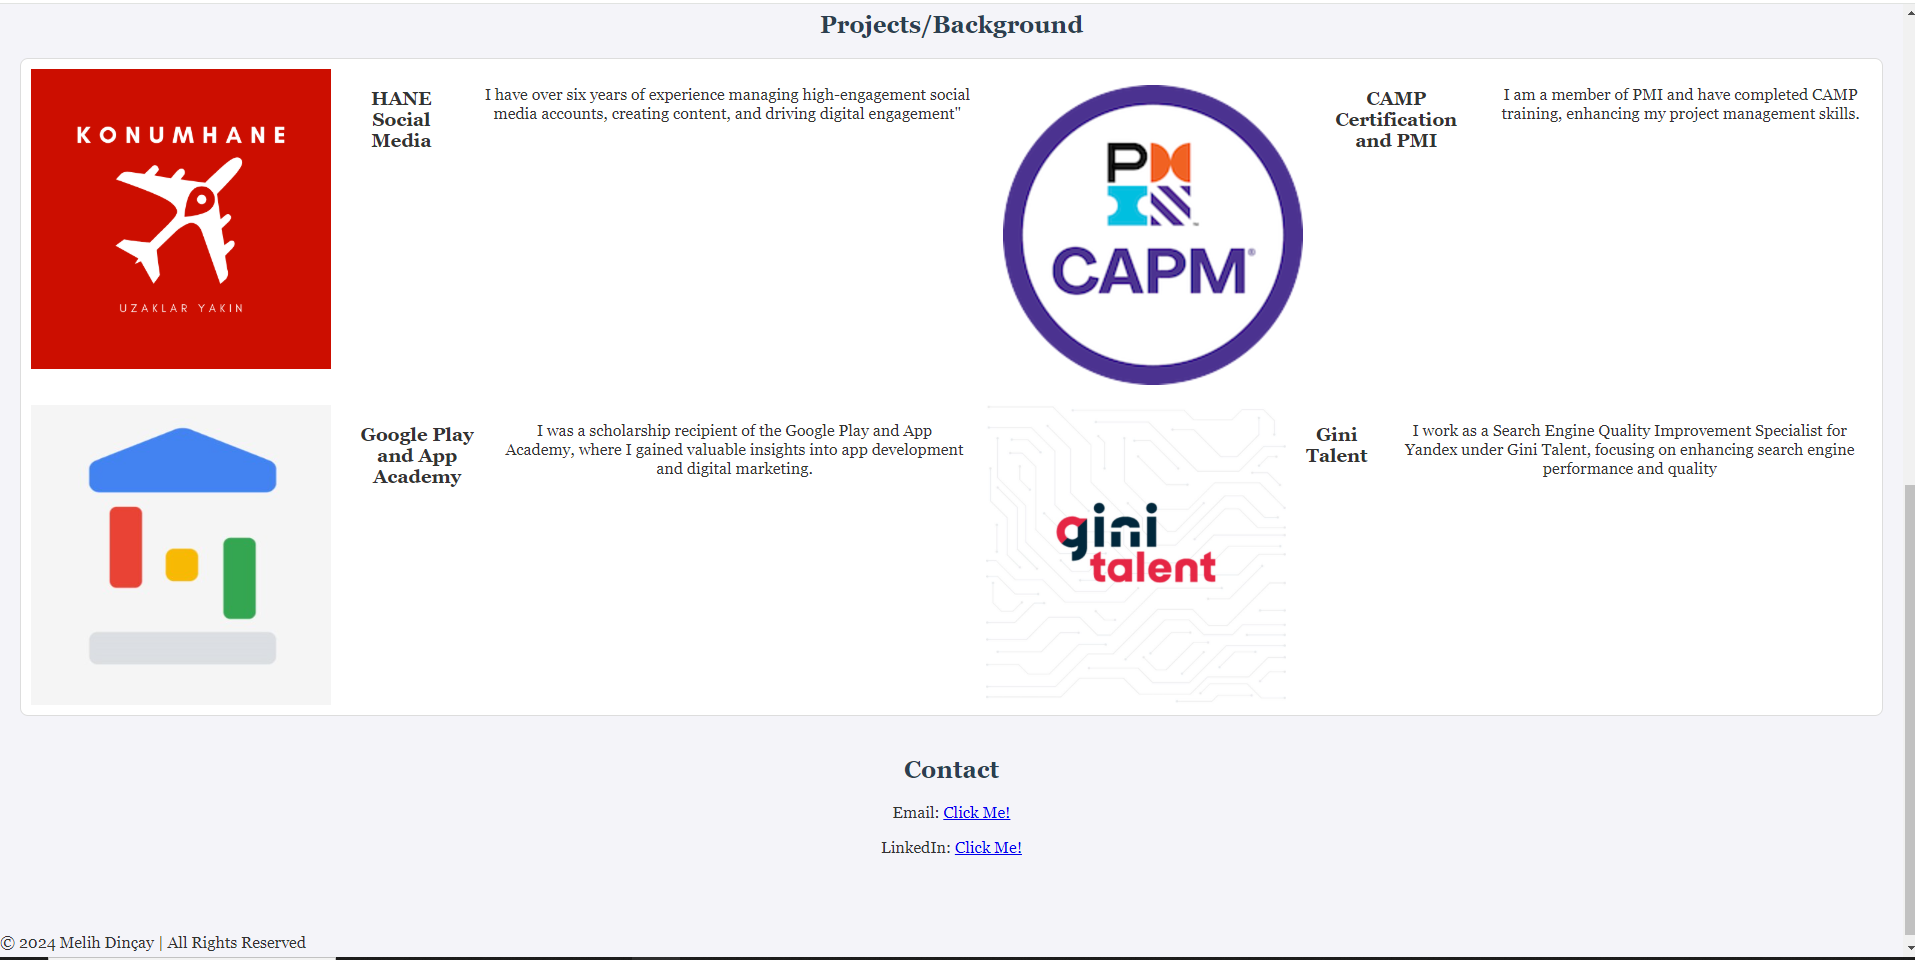 Projects/Background
KONUMHANE
UZAKLAR YAKIN
HANE
Social
Media
I have over six years of experience managing high-engagement social
media accounts, creating content, and driving digital engagement"
PMI
CAPM®
CAMP
Certification
and PMI
I am a member of PMI and have completed CAMP
training, enhancing my project management skills.
Google Play
and App
Academy
I was a scholarship recipient of the Google Play and App
Academy, where I gained valuable insights into app development
and digital marketing.
gini
talent
Gini
Talent
I work as a Search Engine Quality Improvement Specialist for
Yandex under Gini Talent, focusing on enhancing search engine
performance and quality
Contact
Email: Click Me!
LinkedIn: Click Me!
© 2024 Melih Dinçay | All Rights Reserved